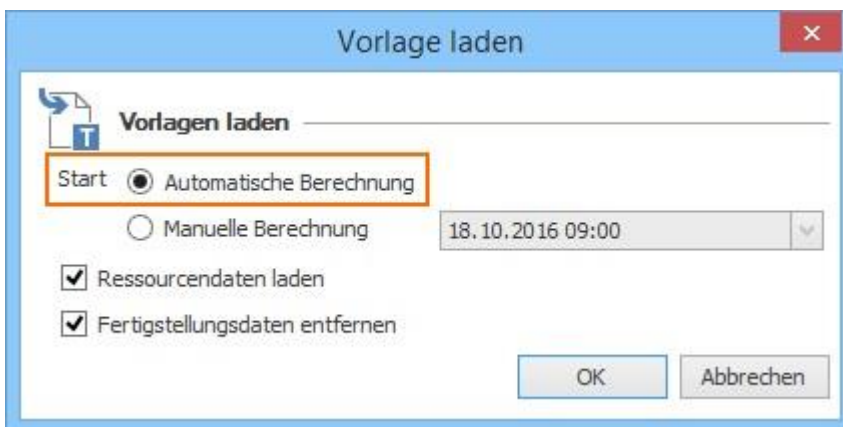 Vorlage laden
Vorlagen laden
T
Start Automatische Berechnung
Manuelle Berechnung 18.10.2016 09:00
Ressourcendaten laden
Fertigstellungsdaten entfernen
OK Abbrechen